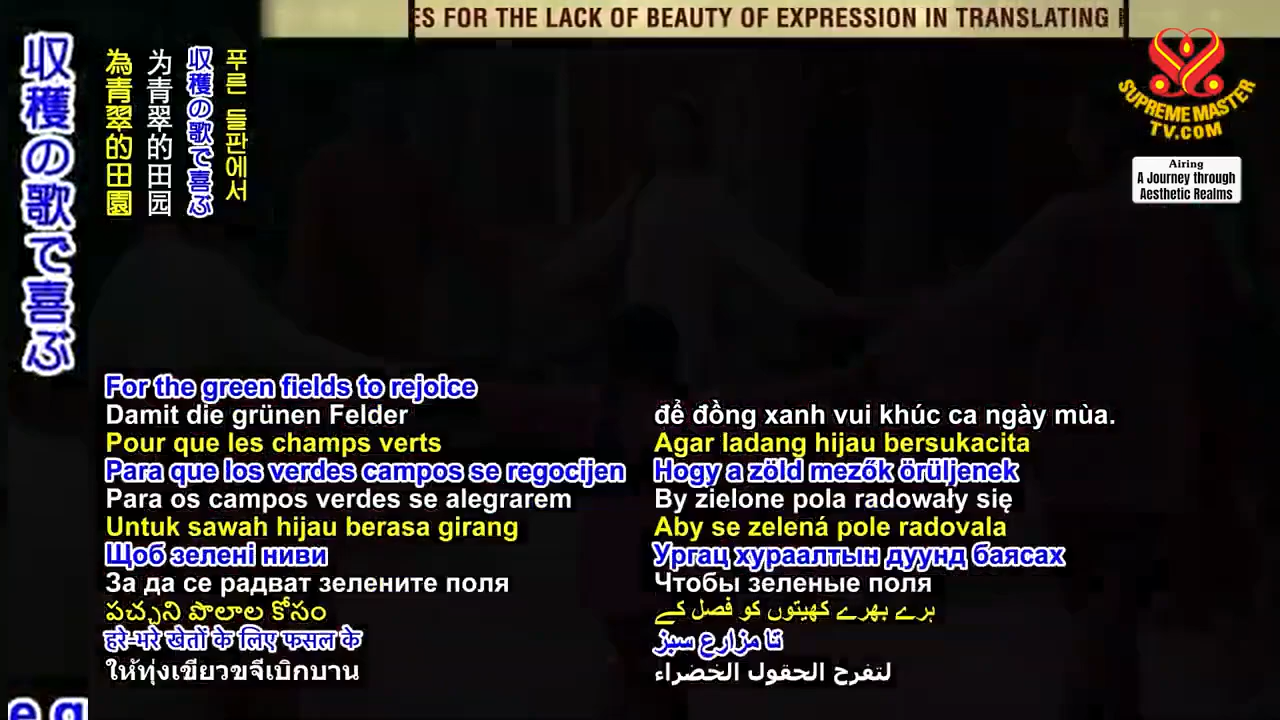 ES FOR THE LACK OF BEAUTY OF EXPRESSION IN TRANSLATING
SUPREME MASTER
TV.COM
Airing
A Journey through
Aesthetic Realms
収穫の歌で喜ぶ
為青翠的田園
为青翠的田园
収穫の歌で喜ぶ
푸른 들판에서
For the green fields to rejoice
Damit die grünen Felder
Pour que les champs verts
Para que los verdes campos se regocijen
Para os campos verdes se alegrarem
Untuk sawah hijau berasa girang
Щоб зелені ниви
За да се радват зелените поля
పచ్చని పొలాల కోసం
हरे-भरे खेतों के लिए फसल के
ให้ทุ่งเขียวขจีเบิกบาน
để đồng xanh vui khúc ca ngày mùa.
Agar ladang hijau bersukacita
Hogy a zöld mezők örüljenek
By zielone pola radowały się
Aby se zelená pole radovala
Ургац хураалтын дуунд баясах
Чтобы зеленые поля
ہرے بھرے کھیتوں کو فصل کے
تا مزارع سبز
لتفرح الحقول الخضراء
e g